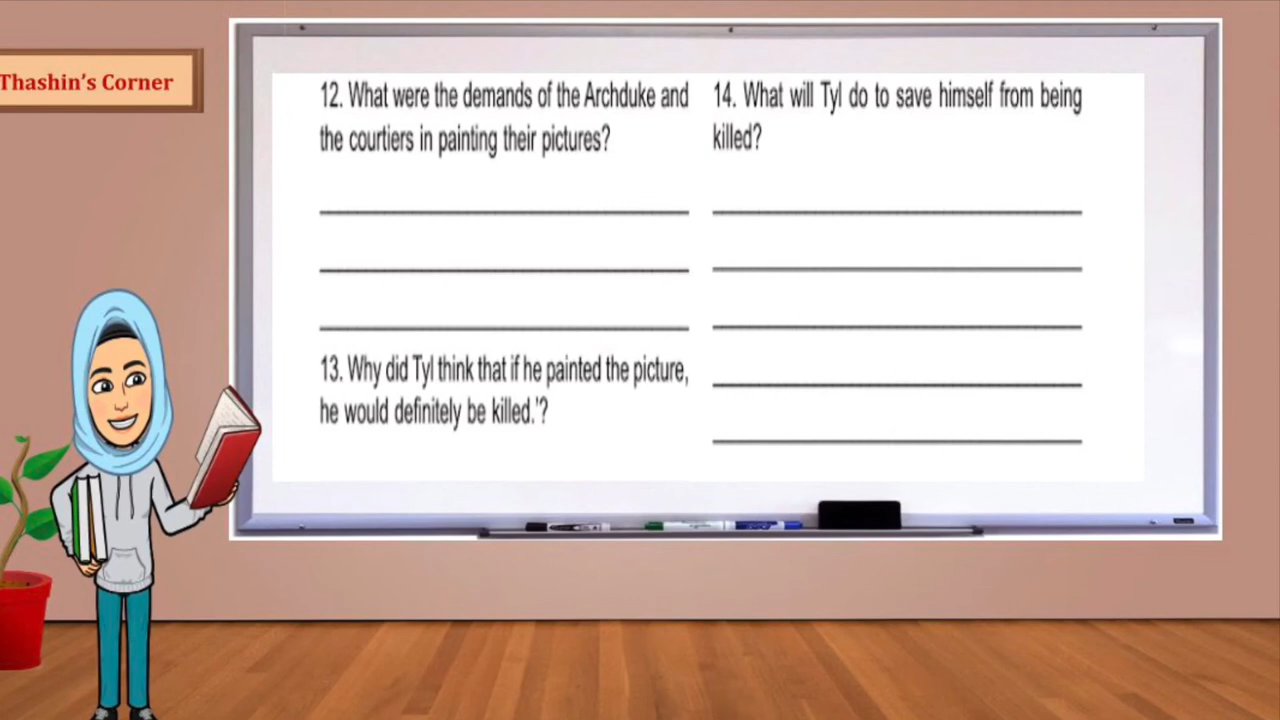 Thashin's Corner
12. What were the demands of the Archduke and
the courtiers in painting their pictures?
13. Why did Tyl think that if he painted the picture,
he would definitely be killed.'?
14. What will Tyl do to save himself from being
killed?